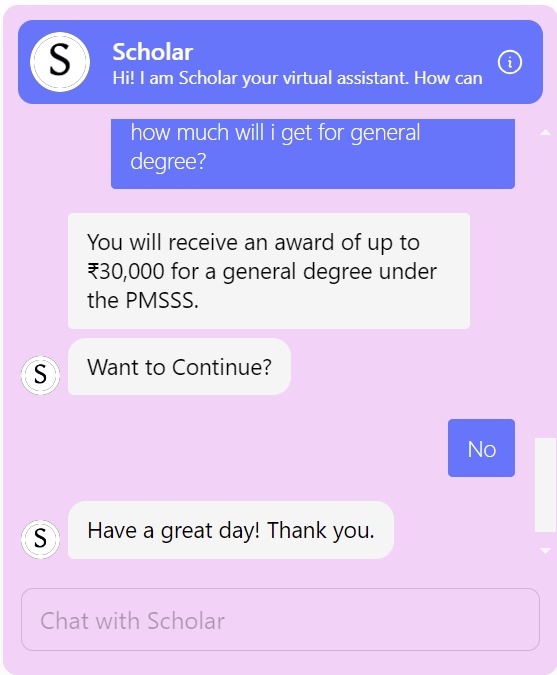 S
Scholar
Hi! I am Scholar your virtual assistant. How can
i
how much will i get for general
degree?
You will receive an award of up to
₹30,000 for a general degree under
the PMSSS.
S
Want to Continue?
No
S
Have a great day! Thank you.
Chat with Scholar